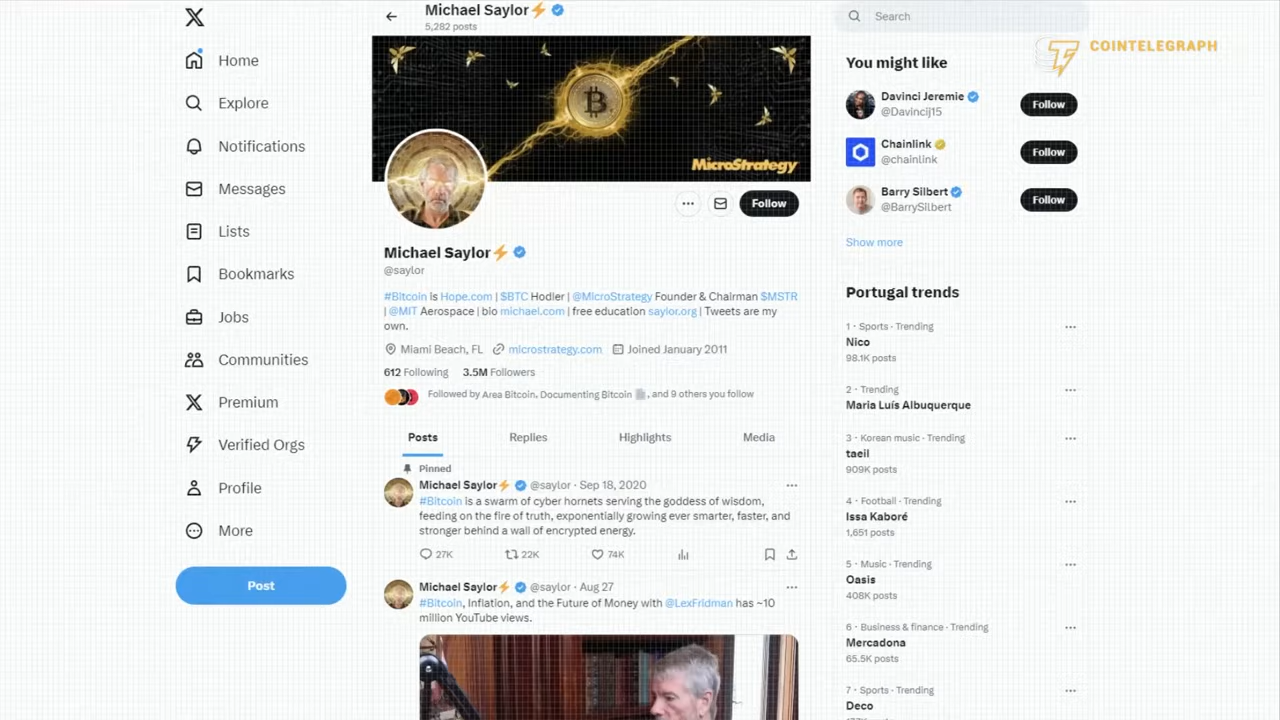 Home
Explore
Notifications
Messages
Lists
Bookmarks
Jobs
Communities
Premium
Verified Orgs
Profile
More
Post
Michael Saylor⚡
5,282 posts
MicroStrategy
Follow
Michael Saylor⚡
@saylor
#Bitcoin is Hope.com | $BTC Hodler | @MicroStrategy Founder & Chairman $MSTR
| @MIT Aerospace | bio michael.com | free education saylor.org | Tweets are my
own.
Miami Beach, FL microstrategy.com Joined January 2011
612 Following 3.5M Followers
Followed by Area Bitcoin, Documenting Bitcoin 📄, and 9 others you follow
Posts Replies Highlights Media
Pinned
Michael Saylor⚡ @saylor · Sep 18, 2020
#Bitcoin is a swarm of cyber hornets serving the goddess of wisdom,
feeding on the fire of truth, exponentially growing ever smarter, faster, and
stronger behind a wall of encrypted energy.
27K 22K 74K
Michael Saylor⚡ @saylor · Aug 27
#Bitcoin, Inflation, and the Future of Money with @LexFridman has ~10
million YouTube views.
Search
COINTELEGRAPH
You might like
Davinci Jeremie
@Davincij15
Follow
Chainlink
@chainlink
Follow
Barry Silbert
@BarrySilbert
Follow
Show more
Portugal trends
1 · Sports · Trending
Nico
98.1K posts
2 · Trending
Maria Luís Albuquerque
3 · Korean music · Trending
taeil
909K posts
4 · Football · Trending
Issa Kaboré
1,651 posts
5 · Music · Trending
Oasis
408K posts
6 · Business & finance · Trending
Mercadona
65.5K posts
7 · Sports · Trending
Deco